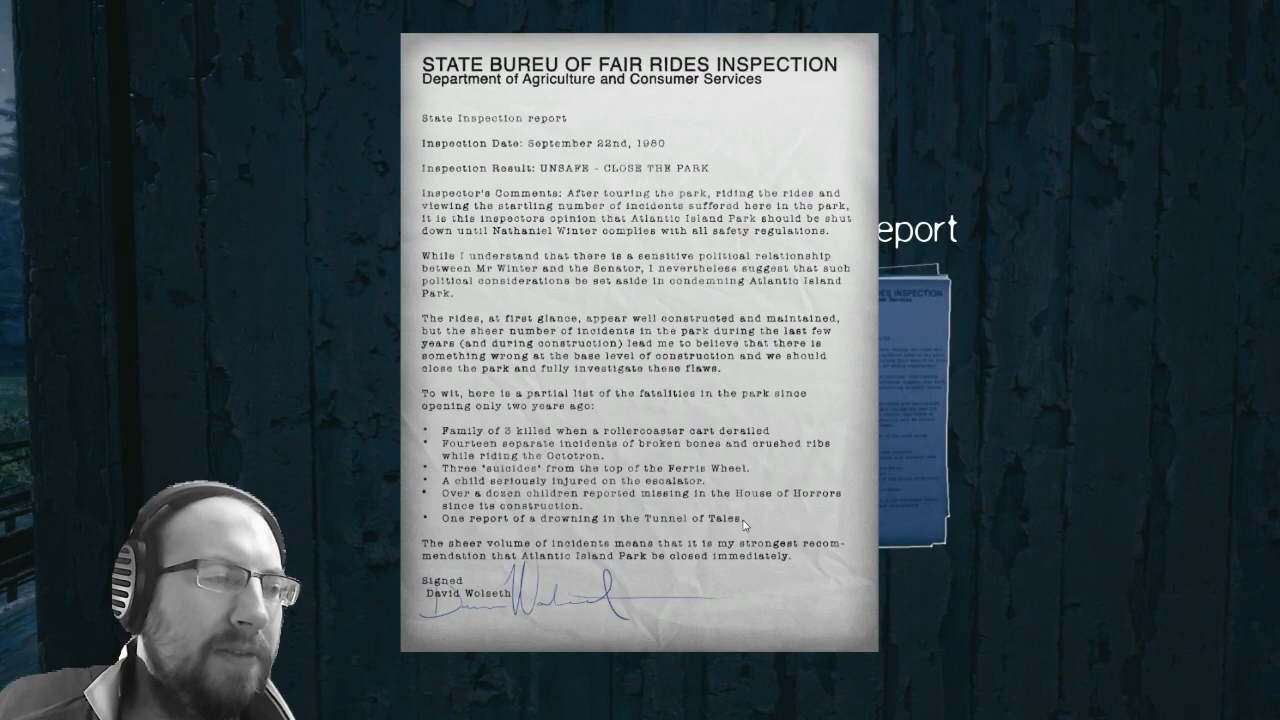 STATE BUREU OF FAIR RIDES INSPECTION
Department of Agriculture and Consumer Services
State Inspection report
Inspection Date: September 22nd, 1980
Inspection Result: UNSAFE - CLOSE THE PARK
Inspector's Comments: After touring the park, riding the rides and
viewing the startling number of incidents suffered here in the park,
it is this inspectors opinion that Atlantic Island Park should be shut
down until Nathaniel Winter complies with all safety regulations.
While I understand that there is a sensitive political relationship
between Mr Winter and the Senator, I nevertheless suggest that such
political considerations be set aside in condemning Atlantic Island
Park.
The rides, at first glance, appear well constructed and maintained,
but the sheer number of incidents in the park during the last few
years (and during construction) lead me to believe that there is
something wrong at the base level of construction and we should
close the park and fully investigate these flaws.
To wit, here is a partial list of the fatalities in the park since
opening only two years ago:
* Family of 3 killed when a rollercoaster cart derailed
* Fourteen separate incidents of broken bones and crushed ribs
while riding the Octotron.
* Three 'suicides' from the top of the Ferris Wheel.
* A child seriously injured on the escalator.
* Over a dozen children reported missing in the House of Horrors
since its construction.
* One report of a drowning in the Tunnel of Tales.
The sheer volume of incidents means that it is my strongest recom-
mendation that Atlantic Island Park be closed immediately.
Signed
David Wolseth
eport
ES INSPECTION